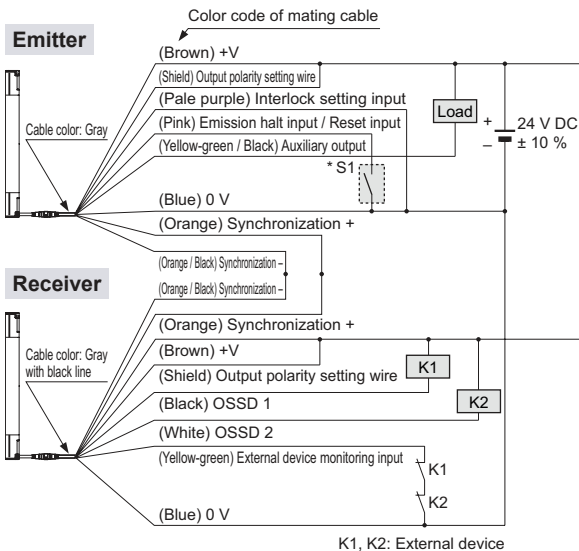 Color code of mating cable
Emitter
(Brown) +V
(Shield) Output polarity setting wire
(Pale purple) Interlock setting input
Cable color: Gray
(Pink) Emission halt input / Reset input
(Yellow-green / Black) Auxiliary output
Load
+
–
24 V DC
± 10 %
* S1
(Blue) 0 V
(Orange) Synchronization +
(Orange / Black) Synchronization –
Receiver
(Orange / Black) Synchronization –
(Orange) Synchronization +
Cable color: Gray
with black line
(Brown) +V
(Shield) Output polarity setting wire
K1
(Black) OSSD 1
K2
(White) OSSD 2
(Yellow-green) External device monitoring input
K1
K2
(Blue) 0 V
K1, K2: External device